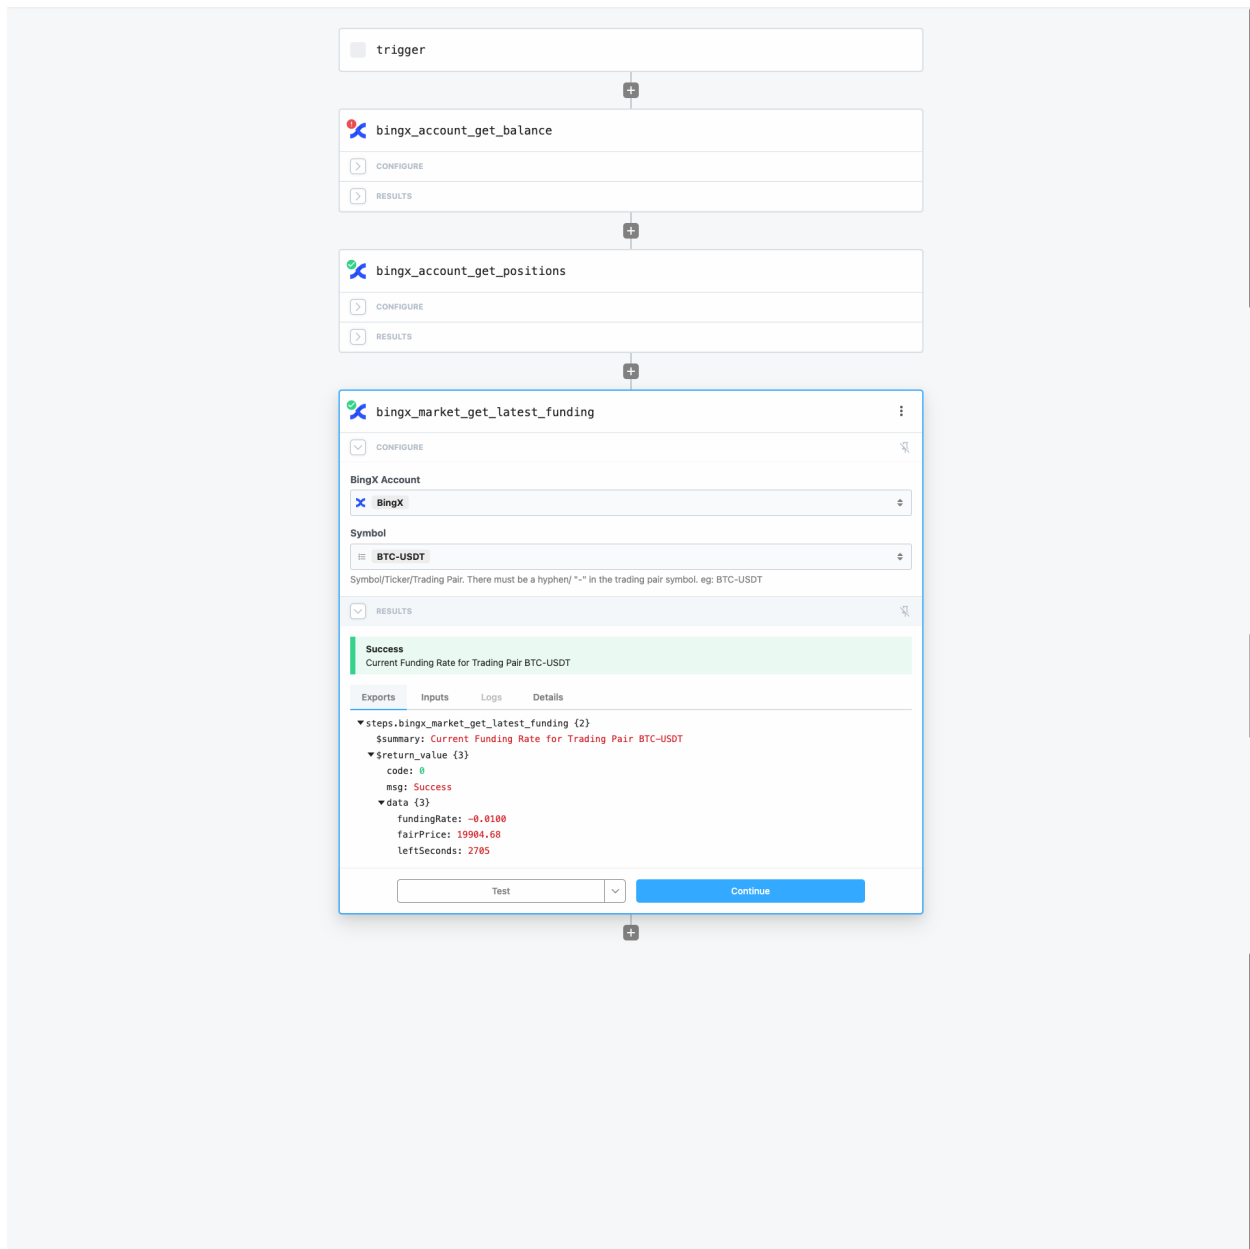 trigger
bingx_account_get_balance
CONFIGURE
RESULTS
bingx_account_get_positions
CONFIGURE
RESULTS
bingx_market_get_latest_funding
CONFIGURE
BingX Account
BingX
Symbol
BTC-USDT
Symbol/Ticker/Trading Pair. There must be a hyphen/ "-" in the trading pair symbol. eg: BTC-USDT
RESULTS
Success
Current Funding Rate for Trading Pair BTC-USDT
Exports Inputs Logs Details
steps.bingx_market_get_latest_funding {2}
$summary: Current Funding Rate for Trading Pair BTC-USDT
$return_value {3}
code: 0
msg: Success
data {3}
fundingRate: -0.0100
fairPrice: 19904.68
leftSeconds: 2705
Test Continue